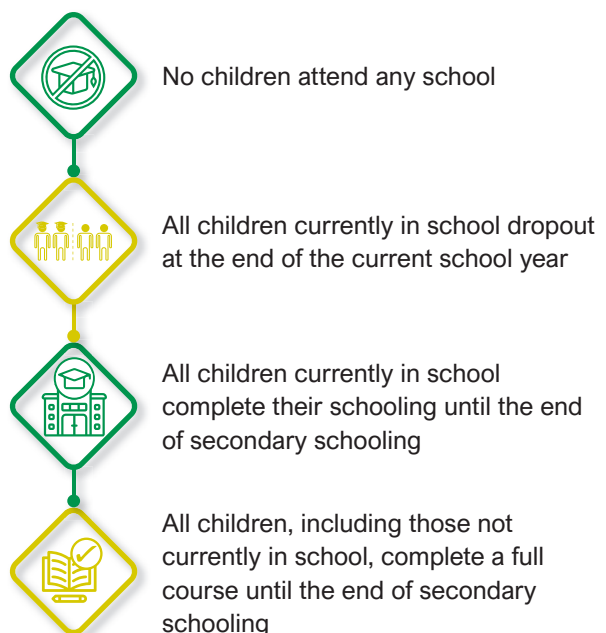 No children attend any school
All children currently in school dropout
at the end of the current school year
All children currently in school
complete their schooling until the end
of secondary schooling
All children, including those not
currently in school, complete a full
course until the end of secondary
schooling